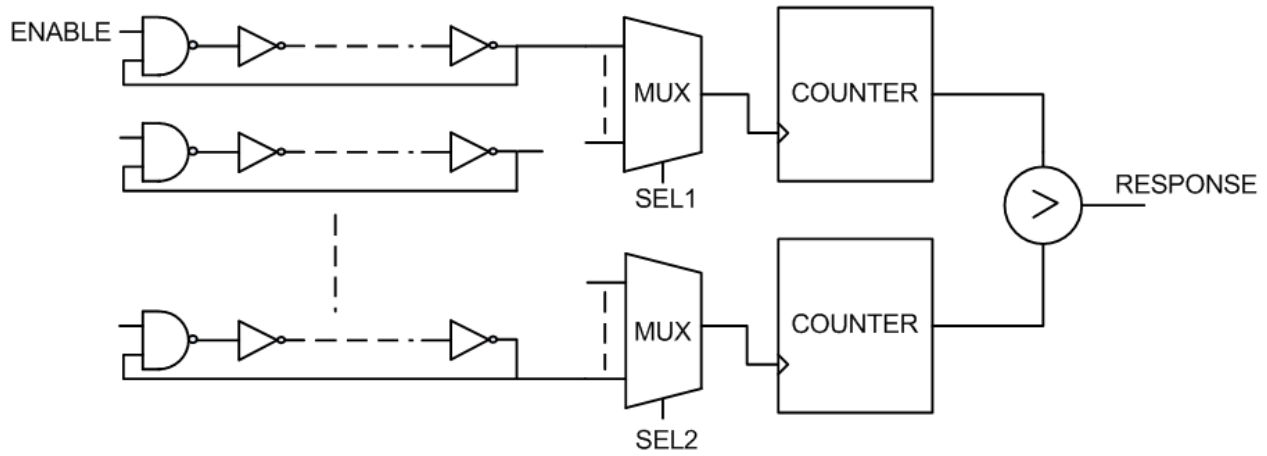 ENABLE
MUX
COUNTER
SEL1
>
RESPONSE
MUX
COUNTER
SEL2